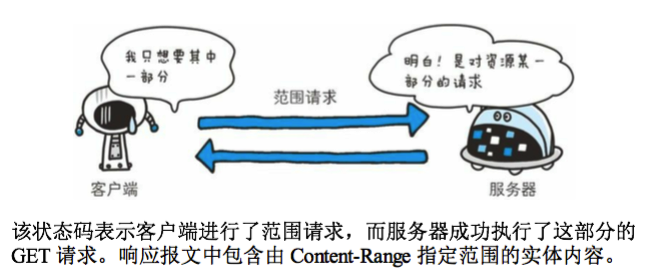 我只想要其中
一部分
明白！是对资源某一
部分的请求
范围请求
客户端
服务器
该状态码表示客户端进行了范围请求，而服务器成功执行了这部分的
GET 请求。响应报文中包含由 Content-Range 指定范围的实体内容。